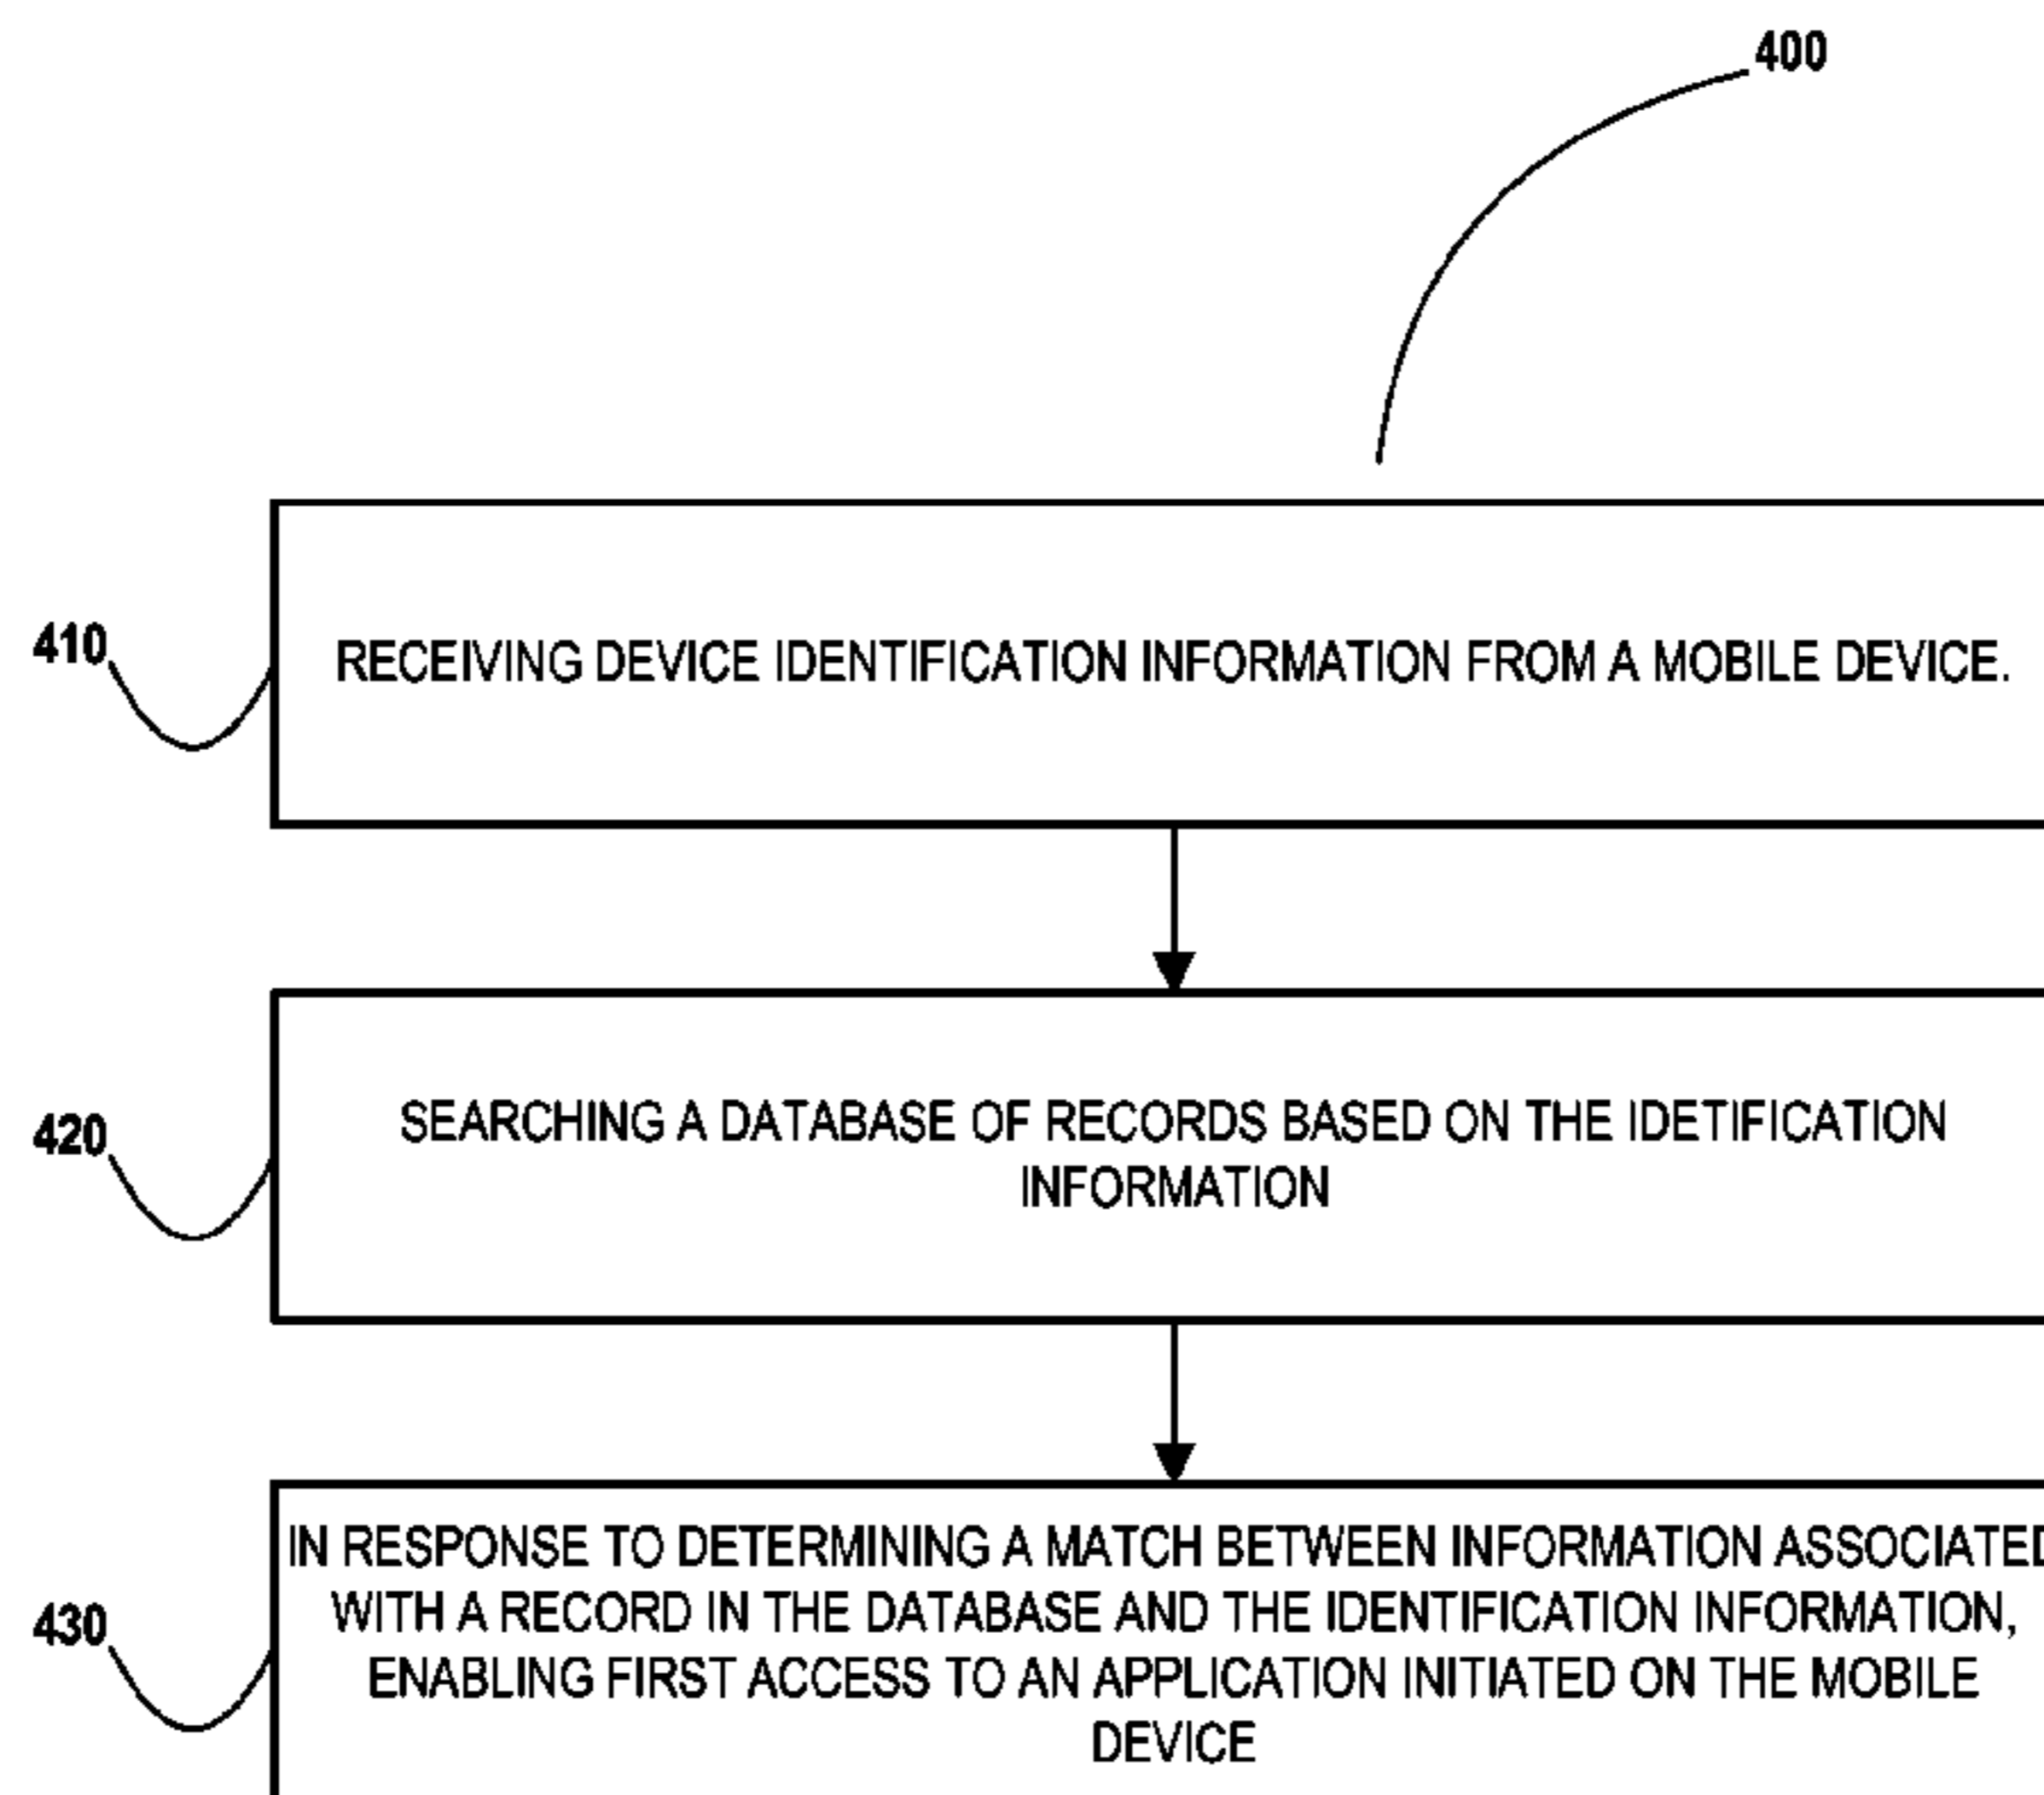 400
410
RECEIVING DEVICE IDENTIFICATION INFORMATION FROM A MOBILE DEVICE.
420
SEARCHING A DATABASE OF RECORDS BASED ON THE IDETIFICATION
INFORMATION
430
IN RESPONSE TO DETERMINING A MATCH BETWEEN INFORMATION ASSOCIATED
WITH A RECORD IN THE DATABASE AND THE IDENTIFICATION INFORMATION,
ENABLING FIRST ACCESS TO AN APPLICATION INITIATED ON THE MOBILE
DEVICE